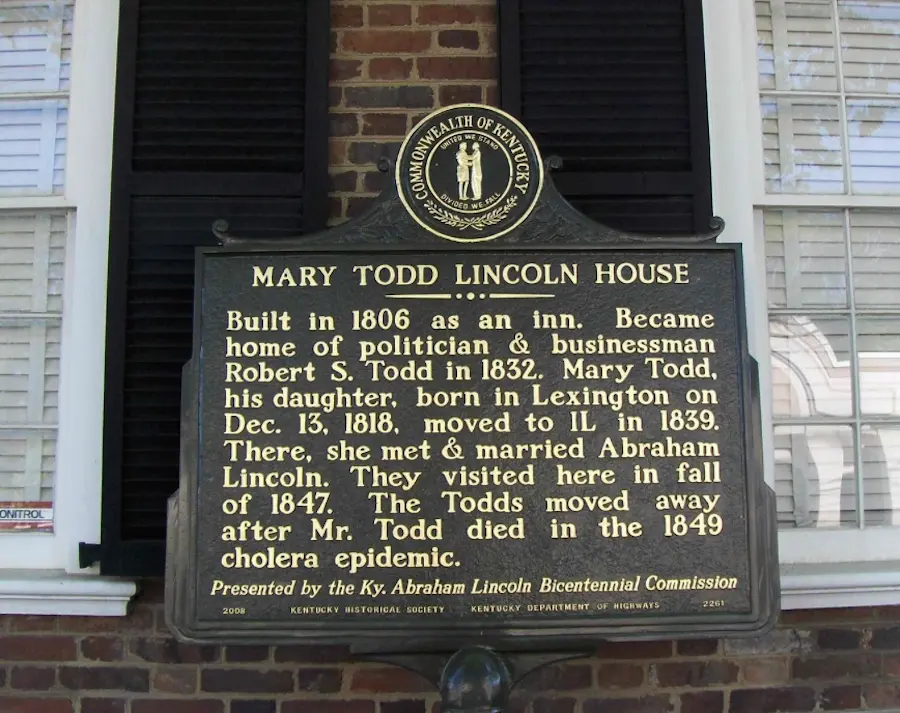 COMMONWEALTH OF KENTUCKY
UNITED WE STAND
DIVIDED WE FALL
MARY TODD LINCOLN HOUSE
Built in 1806 as an inn. Became
home of politician & businessman
Robert S. Todd in 1832. Mary Todd,
his daughter, born in Lexington on
Dec. 13, 1818, moved to IL in 1839.
There, she met & married Abraham
Lincoln. They visited here in fall
of 1847. The Todds moved away
after Mr. Todd died in the 1849
cholera epidemic.
Presented by the Ky. Abraham Lincoln Bicentennial Commission
2008 KENTUCKY HISTORICAL SOCIETY KENTUCKY DEPARTMENT OF HIGHWAYS 2261
ONITROL